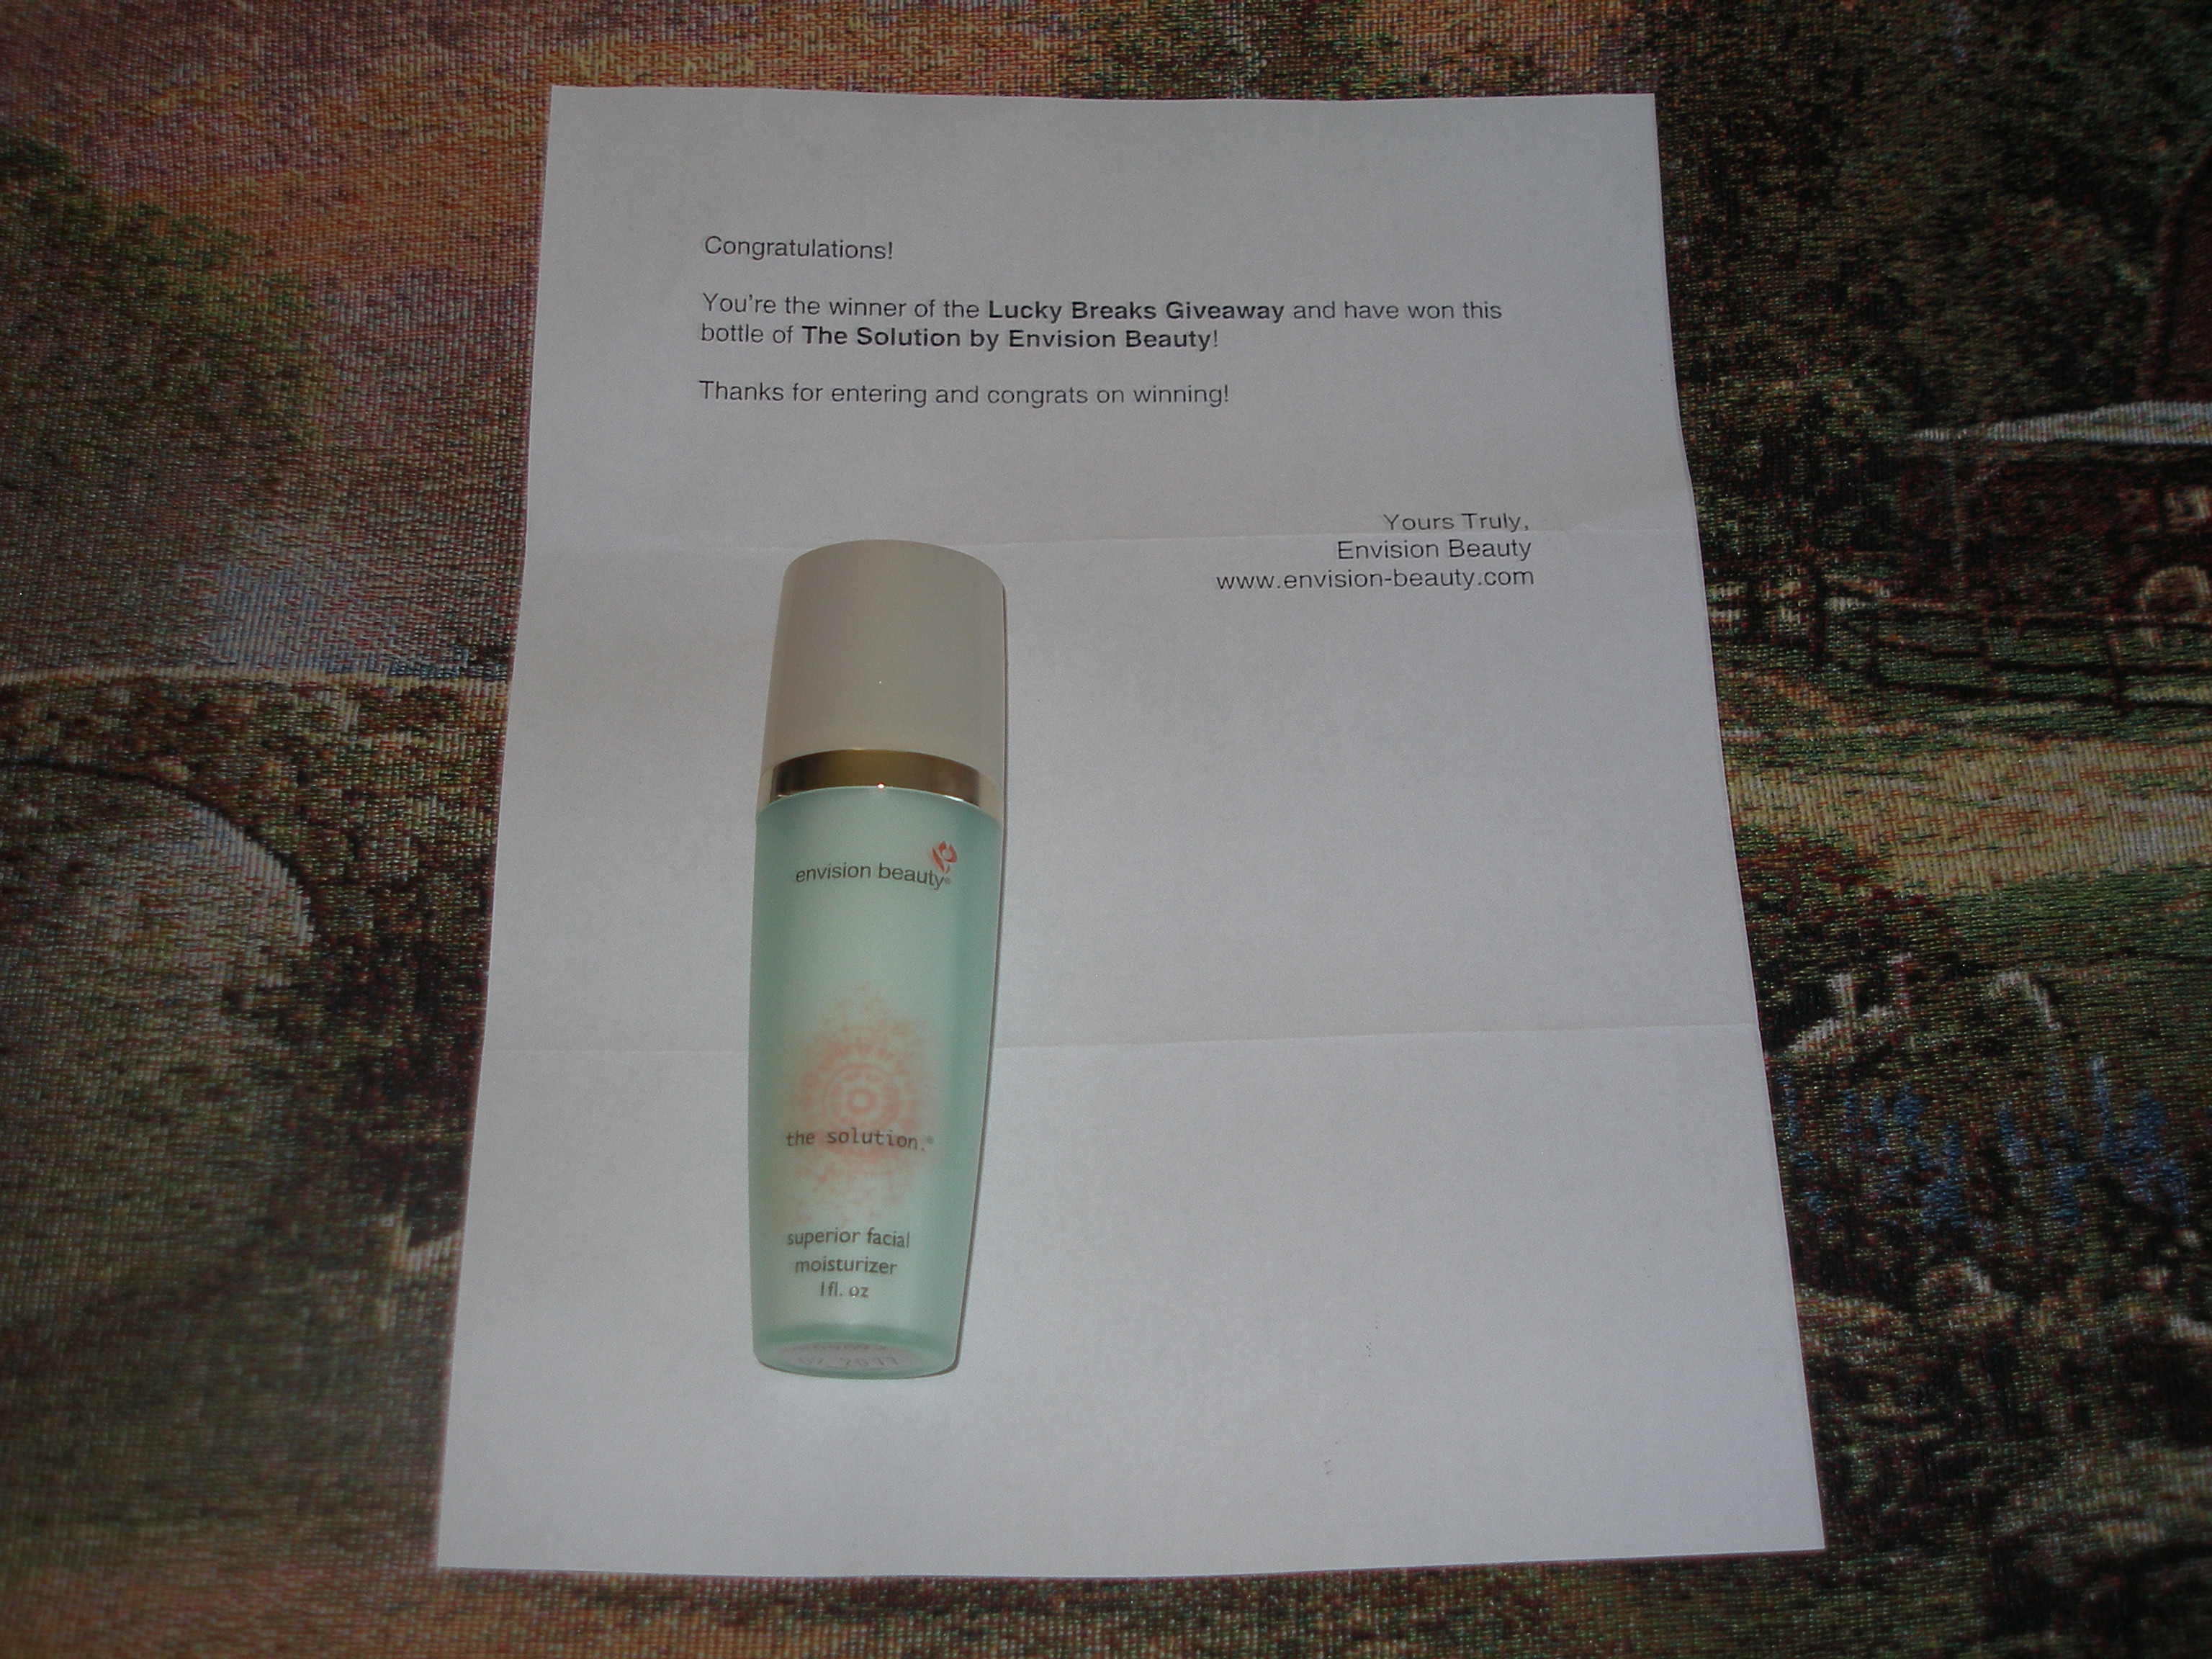 Congratulations!
You're the winner of the Lucky Breaks Giveaway and have won this
bottle of The Solution by Envision Beauty!
Thanks for entering and congrats on winning!
Yours Truly,
Envision Beauty
www.envision-beauty.com
envision beauty®
the solution.®
superior facial
moisturizer
1 fl. oz